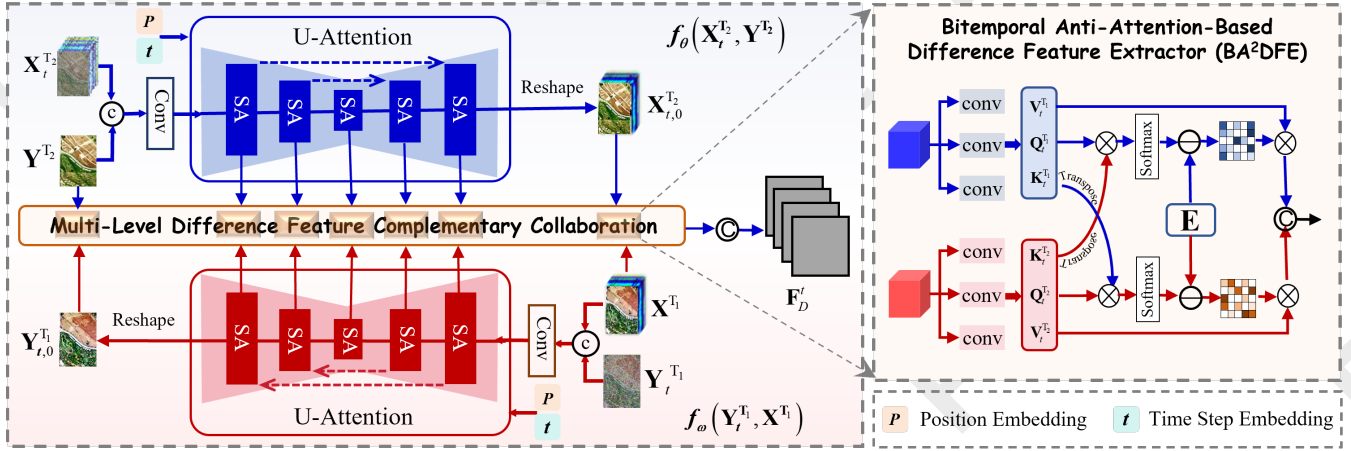 P
t
U-Attention
f_θ(X_t^{T_2}, Y^{T_2})
X_t^{T_2}
C
Conv
SA
SA
SA
SA
SA
Reshape
X_{t,0}^{T_2}
Y^{T_2}
Multi-Level Difference Feature Complementary Collaboration
C
F_D^t
Y_{t,0}^{T_1}
Reshape
SA
SA
SA
SA
SA
Conv
C
X^{T_1}
Y_t^{T_1}
U-Attention
P
t
f_ω(Y_t^{T_1}, X^{T_1})
Bitemporal Anti-Attention-Based
Difference Feature Extractor (BA²DFE)
conv
conv
conv
V_t^{T_1}
Q_t^{T_1}
K_t^{T_1}
Transpose
Softmax
E
C
conv
conv
conv
K_t^{T_2}
Q_t^{T_2}
V_t^{T_2}
Transpose
Softmax
P Position Embedding t Time Step Embedding